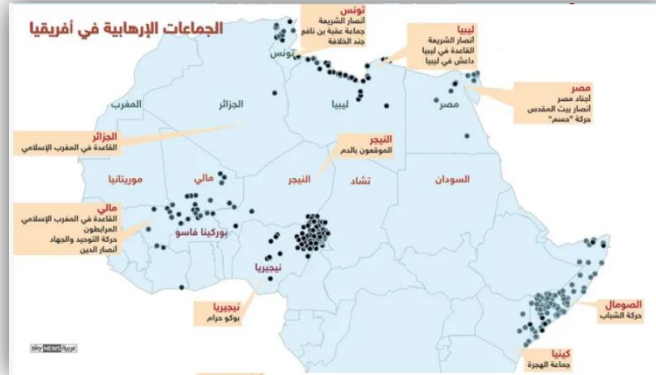 الجماعات الإرهابية في أفريقيا
تونس
أنصار الشريعة
جماعة عقبة بن نافع
جند الخلافة
ليبيا
أنصار الشريعة
القاعدة في ليبيا
داعش في ليبيا
مصر
أجناد مصر
أنصار بيت المقدس
حركة "حسم"
تونس
المغرب
الجزائر
ليبيا
مصر
الجزائر
القاعدة في المغرب الإسلامي
النيجر
الموقعون بالدم
موريتانيا
مالي
النيجر
تشاد
السودان
مالي
القاعدة في المغرب الإسلامي
المرابطون
حركة التوحيد والجهاد
أنصار الدين
بوركينا فاسو
نيجيريا
نيجيريا
بوكو حرام
الصومال
حركة الشباب
كينيا
جماعة الهجرة
sky NEWS عربية